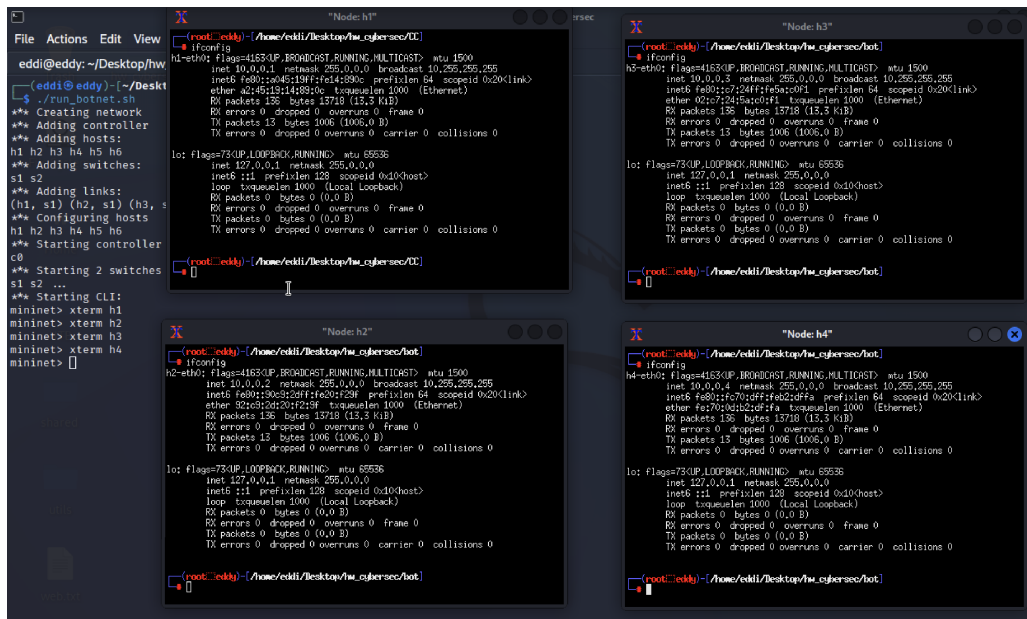 File Actions Edit View
eddi@eddy: ~/Desktop/hw
(eddi㉿eddy)-[~/Deskt
$ ./run_botnet.sh
*** Creating network
*** Adding controller
*** Adding hosts:
h1 h2 h3 h4 h5 h6
*** Adding switches:
s1 s2
*** Adding links:
(h1, s1) (h2, s1) (h3, s
*** Configuring hosts
h1 h2 h3 h4 h5 h6
*** Starting controller
c0
*** Starting 2 switches
s1 s2 ...
*** Starting CLI:
mininet> xterm h1
mininet> xterm h2
mininet> xterm h3
mininet> xterm h4
mininet>
"Node: h1"
ersec
(root eddy)-[/home/eddi/Desktop/hw_cybersec/CC]
ifconfig
h1-eth0: flags=4163<UP,BROADCAST,RUNNING,MULTICAST> mtu 1500
inet 10.0.0.1 netmask 255.0.0.0 broadcast 10.255.255.255
inet6 fe80::a045:19ff:fe14:890c prefixlen 64 scopeid 0x20<link>
ether a2:45:19:14:89:0c txqueuelen 1000 (Ethernet)
RX packets 136 bytes 13718 (13.3 KiB)
RX errors 0 dropped 0 overruns 0 frame 0
TX packets 13 bytes 1006 (1006.0 B)
TX errors 0 dropped 0 overruns 0 carrier 0 collisions 0
lo: flags=73<UP,LOOPBACK,RUNNING> mtu 65536
inet 127.0.0.1 netmask 255.0.0.0
inet6 ::1 prefixlen 128 scopeid 0x10<host>
loop txqueuelen 1000 (Local Loopback)
RX packets 0 bytes 0 (0.0 B)
RX errors 0 dropped 0 overruns 0 frame 0
TX packets 0 bytes 0 (0.0 B)
TX errors 0 dropped 0 overruns 0 carrier 0 collisions 0
(root eddy)-[/home/eddi/Desktop/hw_cybersec/CC]
"Node: h3"
(root eddy)-[/home/eddi/Desktop/hw_cybersec/bot]
ifconfig
h3-eth0: flags=4163<UP,BROADCAST,RUNNING,MULTICAST> mtu 1500
inet 10.0.0.3 netmask 255.0.0.0 broadcast 10.255.255.255
inet6 fe80::c7:24ff:fe5a:c0f1 prefixlen 64 scopeid 0x20<link>
ether 02:c7:24:5a:c0:f1 txqueuelen 1000 (Ethernet)
RX packets 136 bytes 13718 (13.3 KiB)
RX errors 0 dropped 0 overruns 0 frame 0
TX packets 13 bytes 1006 (1006.0 B)
TX errors 0 dropped 0 overruns 0 carrier 0 collisions 0
lo: flags=73<UP,LOOPBACK,RUNNING> mtu 65536
inet 127.0.0.1 netmask 255.0.0.0
inet6 ::1 prefixlen 128 scopeid 0x10<host>
loop txqueuelen 1000 (Local Loopback)
RX packets 0 bytes 0 (0.0 B)
RX errors 0 dropped 0 overruns 0 frame 0
TX packets 0 bytes 0 (0.0 B)
TX errors 0 dropped 0 overruns 0 carrier 0 collisions 0
(root eddy)-[/home/eddi/Desktop/hw_cybersec/bot]
"Node: h2"
(root eddy)-[/home/eddi/Desktop/hw_cybersec/bot]
ifconfig
h2-eth0: flags=4163<UP,BROADCAST,RUNNING,MULTICAST> mtu 1500
inet 10.0.0.2 netmask 255.0.0.0 broadcast 10.255.255.255
inet6 fe80::90c9:2dff:fe20:f29f prefixlen 64 scopeid 0x20<link>
ether 92:c9:2d:20:f2:9f txqueuelen 1000 (Ethernet)
RX packets 136 bytes 13718 (13.3 KiB)
RX errors 0 dropped 0 overruns 0 frame 0
TX packets 13 bytes 1006 (1006.0 B)
TX errors 0 dropped 0 overruns 0 carrier 0 collisions 0
lo: flags=73<UP,LOOPBACK,RUNNING> mtu 65536
inet 127.0.0.1 netmask 255.0.0.0
inet6 ::1 prefixlen 128 scopeid 0x10<host>
loop txqueuelen 1000 (Local Loopback)
RX packets 0 bytes 0 (0.0 B)
RX errors 0 dropped 0 overruns 0 frame 0
TX packets 0 bytes 0 (0.0 B)
TX errors 0 dropped 0 overruns 0 carrier 0 collisions 0
(root eddy)-[/home/eddi/Desktop/hw_cybersec/bot]
"Node: h4"
(root eddy)-[/home/eddi/Desktop/hw_cybersec/bot]
ifconfig
h4-eth0: flags=4163<UP,BROADCAST,RUNNING,MULTICAST> mtu 1500
inet 10.0.0.4 netmask 255.0.0.0 broadcast 10.255.255.255
inet6 fe80::fc70:dff:feb2:dffa prefixlen 64 scopeid 0x20<link>
ether fe:70:0d:b2:df:fa txqueuelen 1000 (Ethernet)
RX packets 136 bytes 13718 (13.3 KiB)
RX errors 0 dropped 0 overruns 0 frame 0
TX packets 13 bytes 1006 (1006.0 B)
TX errors 0 dropped 0 overruns 0 carrier 0 collisions 0
lo: flags=73<UP,LOOPBACK,RUNNING> mtu 65536
inet 127.0.0.1 netmask 255.0.0.0
inet6 ::1 prefixlen 128 scopeid 0x10<host>
loop txqueuelen 1000 (Local Loopback)
RX packets 0 bytes 0 (0.0 B)
RX errors 0 dropped 0 overruns 0 frame 0
TX packets 0 bytes 0 (0.0 B)
TX errors 0 dropped 0 overruns 0 carrier 0 collisions 0
(root eddy)-[/home/eddi/Desktop/hw_cybersec/bot]